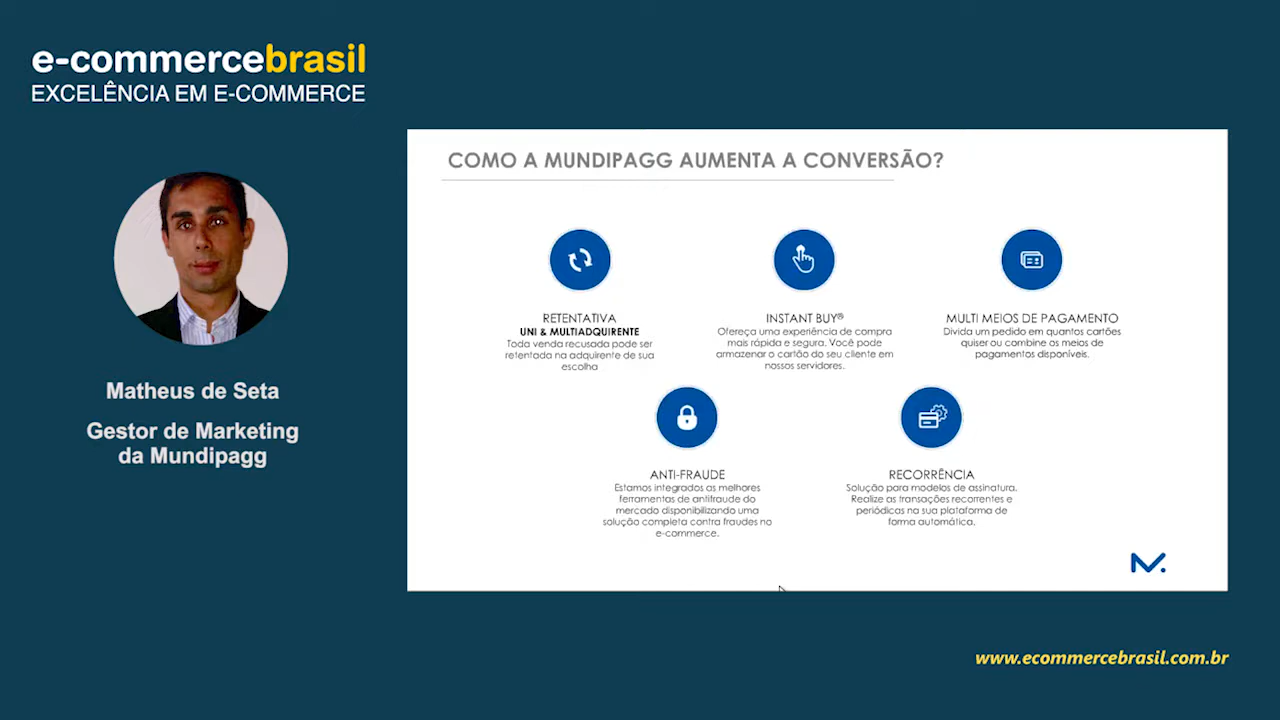 e-commercebrasil
EXCELÊNCIA EM E-COMMERCE
Matheus de Seta
Gestor de Marketing
da Mundipagg
COMO A MUNDIPAGG AUMENTA A CONVERSÃO?
RETENTATIVA
UNI & MULTIADQUIRENTE
Toda venda recusada pode ser
retentada na adquirente de sua
escolha
INSTANT BUY®
Ofereça uma experiência de compra
mais rápida e segura. Você pode
armazenar o cartão do seu cliente em
nossos servidores.
MULTI MEIOS DE PAGAMENTO
Divida um pedido em quantos cartões
quiser ou combine os meios de
pagamentos disponíveis.
ANTI-FRAUDE
Estamos integrados as melhores
ferramentas de antifraude do
mercado disponibilizando uma
solução completa contra fraudes no
e-commerce.
RECORRÊNCIA
Solução para modelos de assinatura.
Realize as transações recorrentes e
periódicas na sua plataforma de
forma automática.
www.ecommercebrasil.com.br